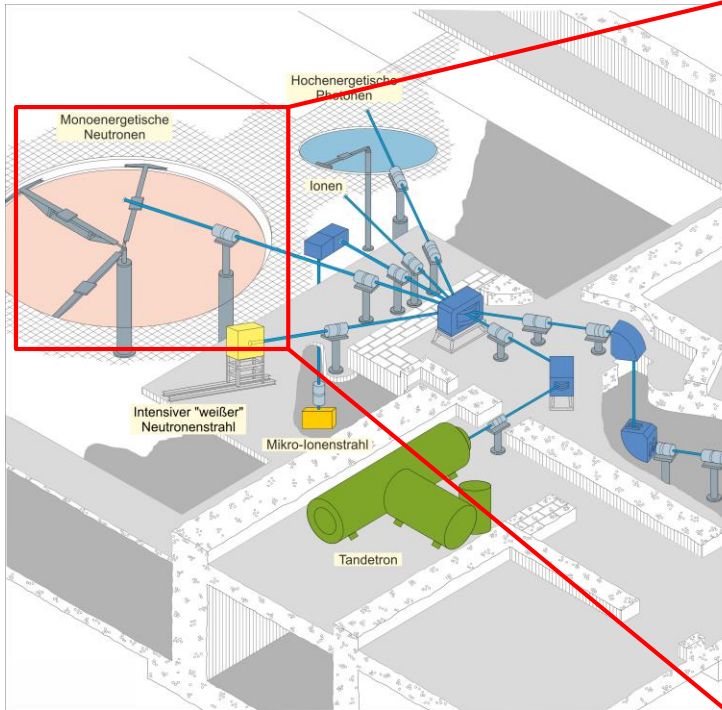 Hochenergetische
Photonen
Monoenergetische
Neutronen
Ionen
Intensiver "weißer"
Neutronenstrahl
Mikro-Ionenstrahl
Tandetron